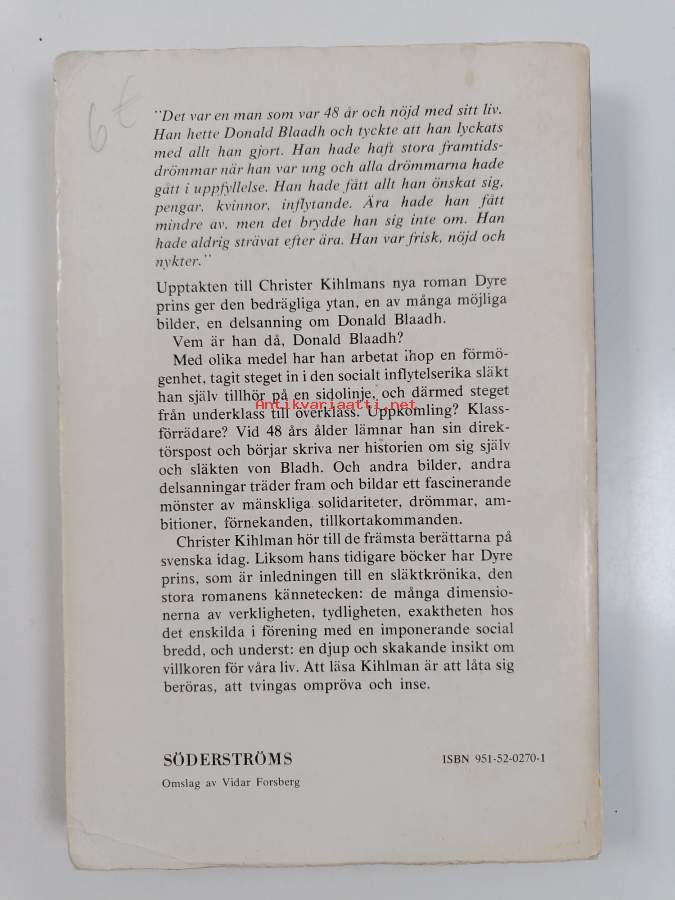 6 €
"Det var en man som var 48 år och nöjd med sitt liv.
Han hette Donald Blaadh och tyckte att han lyckats
med allt han gjort. Han hade haft stora framtids-
drömmar när han var ung och alla drömmarna hade
gått i uppfyllelse. Han hade fått allt han önskat sig,
pengar, kvinnor, inflytande. Ära hade han fått
mindre av, men det brydde han sig inte om. Han
hade aldrig strävat efter ära. Han var frisk, nöjd och
nykter."
Upptakten till Christer Kihlmans nya roman Dyre
prins ger den bedrägliga ytan, en av många möjliga
bilder, en delsanning om Donald Blaadh.
Vem är han då, Donald Blaadh?
Med olika medel har han arbetat ihop en förmö-
genhet, tagit steget in i den socialt inflytelserika släkt
han själv tillhör på en sidolinje, och därmed steget
Antikvariaatti.net
från underklass till överklass. Uppkomling? Klass-
förrädare? Vid 48 års ålder lämnar han sin direk-
törspost och börjar skriva ner historien om sig själv
och släkten von Bladh. Och andra bilder, andra
delsanningar träder fram och bildar ett fascinerande
mönster av mänskliga solidariteter, drömmar, am-
bitioner, förnekanden, tillkortakommanden.
Christer Kihlman hör till de främsta berättarna på
svenska idag. Liksom hans tidigare böcker har Dyre
prins, som är inledningen till en släktkrönika, den
stora romanens kännetecken: de många dimensio-
nerna av verkligheten, tydligheten, exaktheten hos
det enskilda i förening med en imponerande social
bredd, och underst: en djup och skakande insikt om
villkoren för våra liv. Att läsa Kihlman är att låta sig
beröras, att tvingas ompröva och inse.
SÖDERSTRÖMS
ISBN 951-52-0270-1
Omslag av Vidar Forsberg